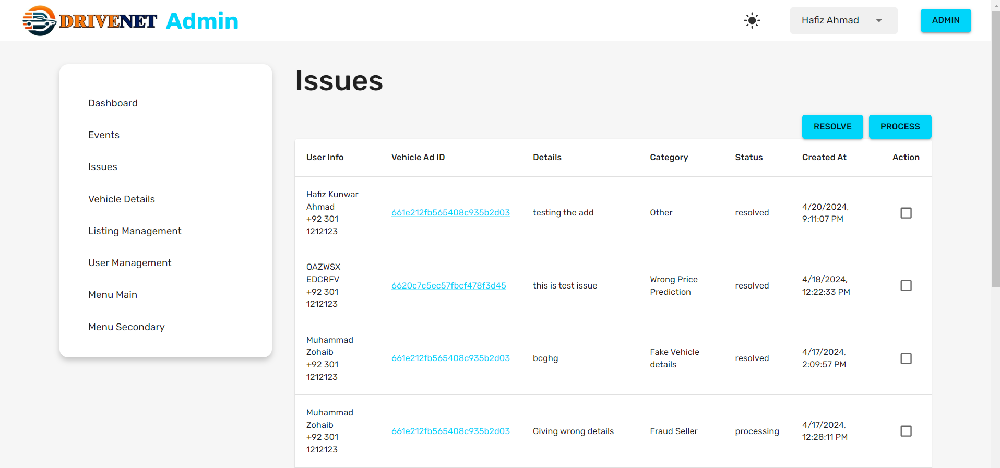 DRIVENET Admin
Hafiz Ahmad
ADMIN
Dashboard
Events
Issues
Vehicle Details
Listing Management
User Management
Menu Main
Menu Secondary
Issues
RESOLVE PROCESS
User Info Vehicle Ad ID Details Category Status Created At Action
Hafiz Kunwar
Ahmad
+92 301
1212123
661e212fb565408c935b2d03
testing the add
Other
resolved
4/20/2024,
9:11:07 PM
QAZWSX
EDCRFV
+92 301
1212123
6620c7c5ec57fbcf478f3d45
this is test issue
Wrong Price
Prediction
resolved
4/18/2024,
12:22:33 PM
Muhammad
Zohaib
+92 301
1212123
661e212fb565408c935b2d03
bcghg
Fake Vehicle
details
resolved
4/17/2024,
2:09:57 PM
Muhammad
Zohaib
+92 301
1212123
661e212fb565408c935b2d03
Giving wrong details
Fraud Seller
processing
4/17/2024,
12:28:11 PM